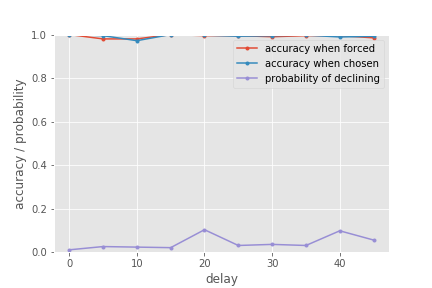 1.0
0.8
0.6
0.4
0.2
0.0
accuracy / probability
accuracy when forced
accuracy when chosen
probability of declining
0 10 20 30 40
delay